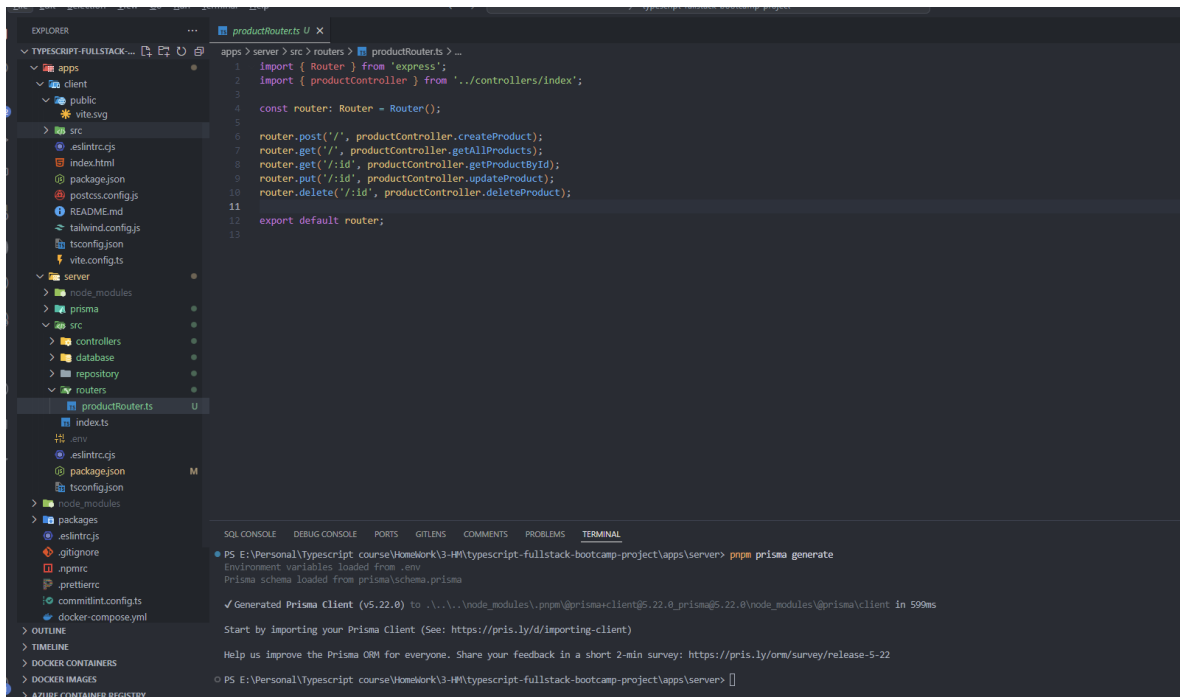 EXPLORER
TYPESCRIPT-FULLSTACK-...
apps
client
public
vite.svg
src
.eslintrc.cjs
index.html
package.json
postcss.config.js
README.md
tailwind.config.js
tsconfig.json
vite.config.ts
server
node_modules
prisma
src
controllers
database
repository
routers
productRouter.ts U
index.ts
.env
.eslintrc.cjs
package.json M
tsconfig.json
node_modules
packages
.eslintrc.js
.gitignore
.npmrc
.prettierrc
commitlint.config.ts
docker-compose.yml
OUTLINE
TIMELINE
DOCKER CONTAINERS
DOCKER IMAGES
AZURE CONTAINER REGISTRY
productRouter.ts U
apps > server > src > routers > productRouter.ts > ...
1 import { Router } from 'express';
2 import { productController } from '../controllers/index';
3
4 const router: Router = Router();
5
6 router.post('/', productController.createProduct);
7 router.get('/', productController.getAllProducts);
8 router.get('/:id', productController.getProductById);
9 router.put('/:id', productController.updateProduct);
10 router.delete('/:id', productController.deleteProduct);
11
12 export default router;
13
SQL CONSOLE DEBUG CONSOLE PORTS GITLENS COMMENTS PROBLEMS TERMINAL
PS E:\Personal\Typescript course\HomeWork\3-HM\typescript-fullstack-bootcamp-project\apps\server> pnpm prisma generate
Environment variables loaded from .env
Prisma schema loaded from prisma\schema.prisma
✓ Generated Prisma Client (v5.22.0) to .\..\..\node_modules\.pnpm\@prisma+client@5.22.0_prisma@5.22.0\node_modules\@prisma\client in 599ms
Start by importing your Prisma Client (See: https://pris.ly/d/importing-client)
Help us improve the Prisma ORM for everyone. Share your feedback in a short 2-min survey: https://pris.ly/orm/survey/release-5-22
PS E:\Personal\Typescript course\HomeWork\3-HM\typescript-fullstack-bootcamp-project\apps\server>